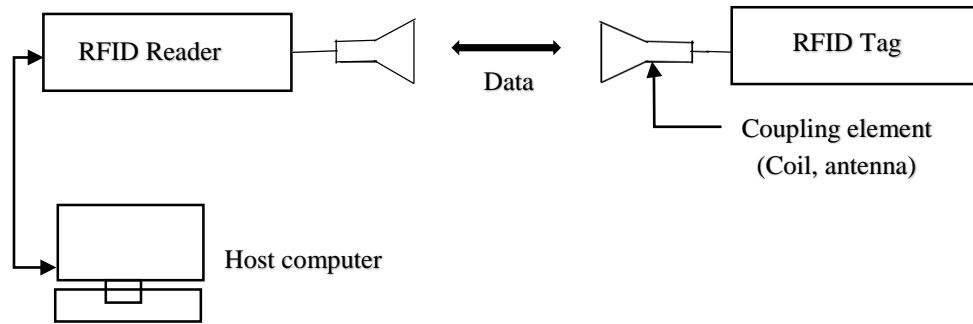 RFID Reader
RFID Tag
Data
Coupling element
(Coil, antenna)
Host computer